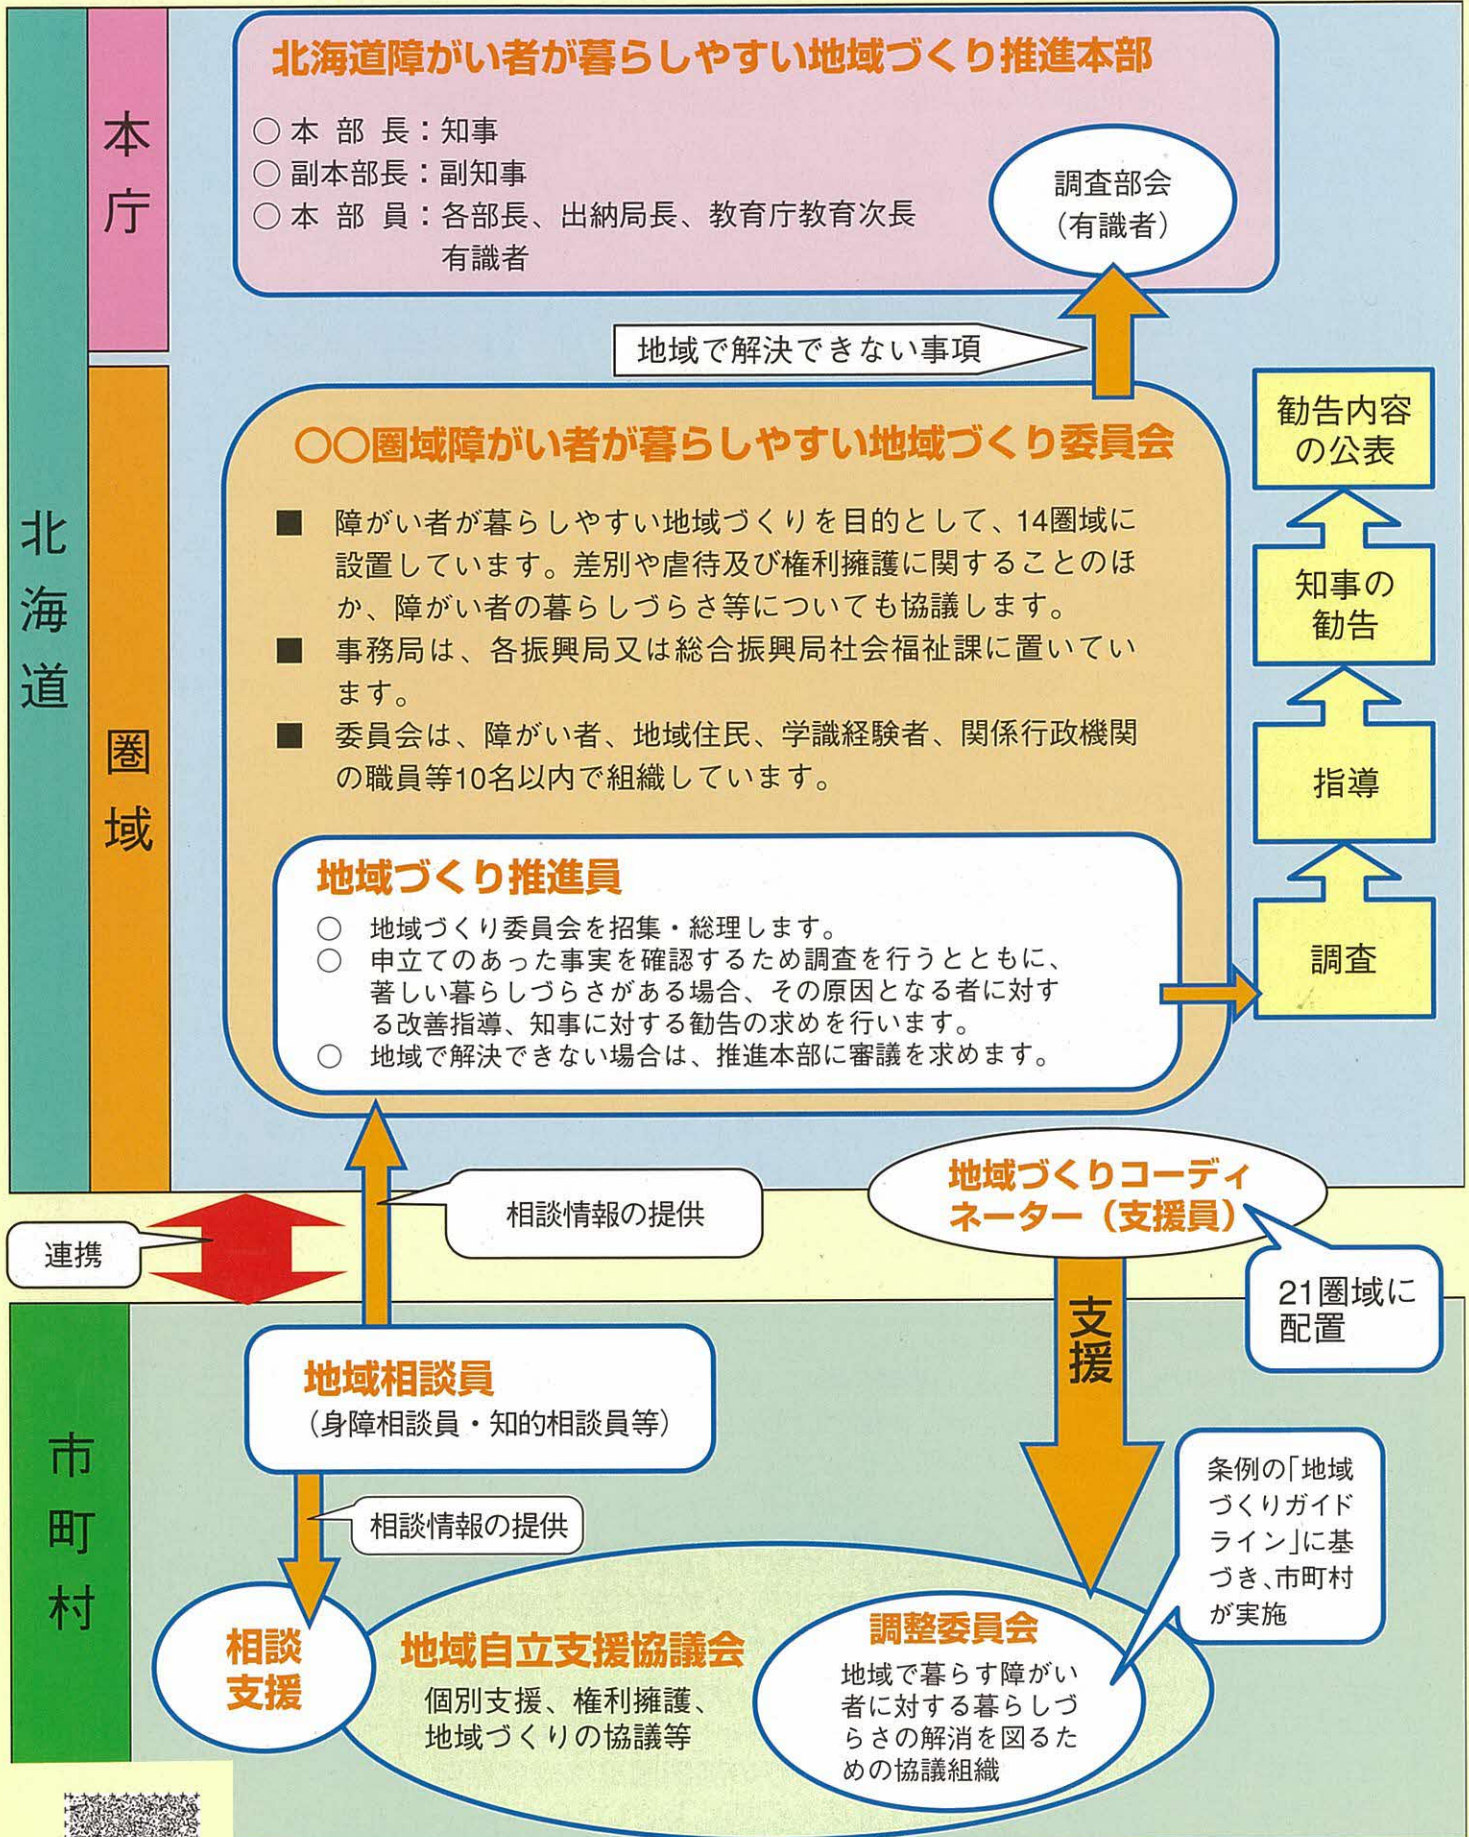 北海道
本庁
北海道障がい者が暮らしやすい地域づくり推進本部
○ 本部長：知事
○ 副本部長：副知事
○ 本部員：各部長、出納局長、教育庁教育次長
有識者
調査部会
（有識者）
地域で解決できない事項
圏域
○○圏域障がい者が暮らしやすい地域づくり委員会
■ 障がい者が暮らしやすい地域づくりを目的として、14圏域に
設置しています。差別や虐待及び権利擁護に関することのほ
か、障がい者の暮らしづらさ等についても協議します。
■ 事務局は、各振興局又は総合振興局社会福祉課に置いてい
ます。
■ 委員会は、障がい者、地域住民、学識経験者、関係行政機関
の職員等10名以内で組織しています。
地域づくり推進員
○ 地域づくり委員会を招集・総理します。
○ 申立てのあった事実を確認するため調査を行うとともに、
著しい暮らしづらさがある場合、その原因となる者に対す
る改善指導、知事に対する勧告の求めを行います。
○ 地域で解決できない場合は、推進本部に審議を求めます。
勧告内容
の公表
知事の
勧告
指導
調査
連携
相談情報の提供
地域づくりコーディ
ネーター（支援員）
21圏域に
配置
支援
市町村
地域相談員
（身障相談員・知的相談員等）
相談情報の提供
相談
支援
地域自立支援協議会
個別支援、権利擁護、
地域づくりの協議等
調整委員会
地域で暮らす障がい
者に対する暮らしづ
らさの解消を図るた
めの協議組織
条例の「地域
づくりガイド
ライン」に基
づき、市町村
が実施